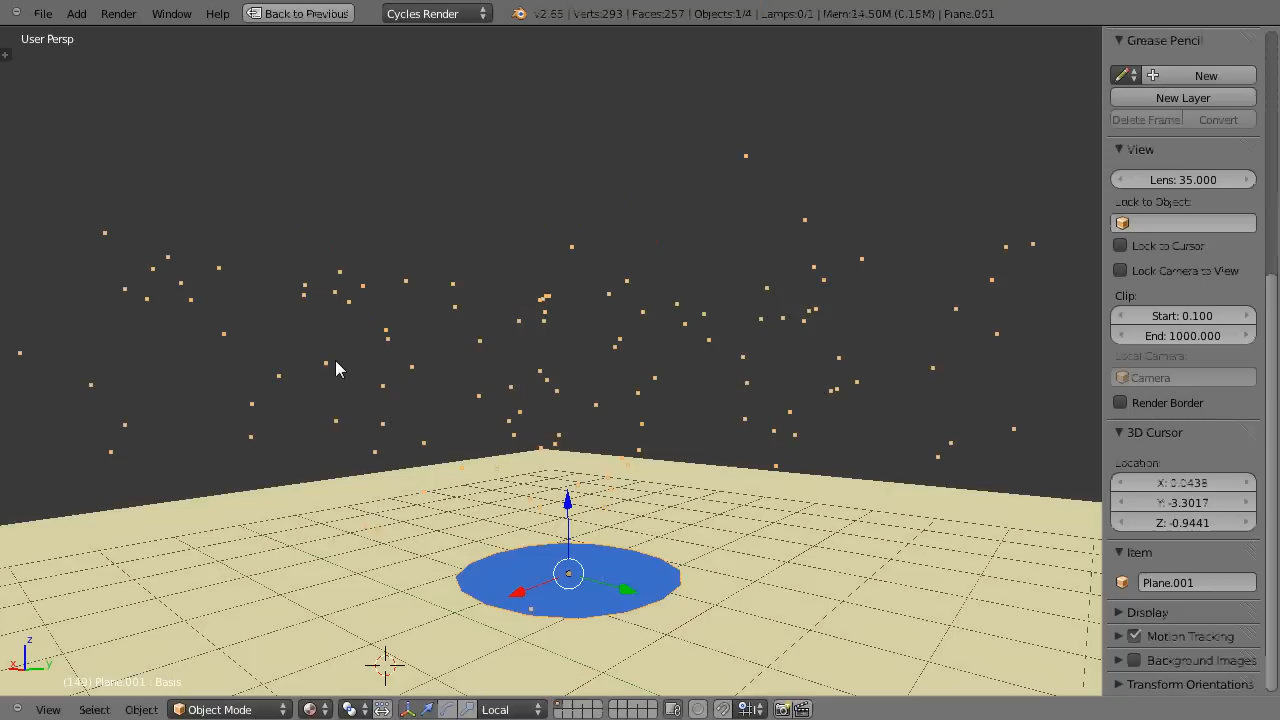 File Add Render Window Help Back to Previous Cycles Render v2.65 | Verts:293 | Faces:257 | Objects:1/4 | Lamps:0/1 | Mem:14.50M (0.15M) | Plane.001
User Persp
Grease Pencil
New
New Layer
Delete Frame Convert
View
Lens: 35.000
Lock to Object:
Lock to Cursor
Lock Camera to View
Clip:
Start: 0.100
End: 1000.000
Local Camera:
Camera
Render Border
3D Cursor
Location:
X: 0.0438
Y: -3.3017
Z: -0.9441
Item
Plane.001
Display
Motion Tracking
Background Images
Transform Orientations
z
x y
(149) Plane.001 : Basis
View Select Object Object Mode Local